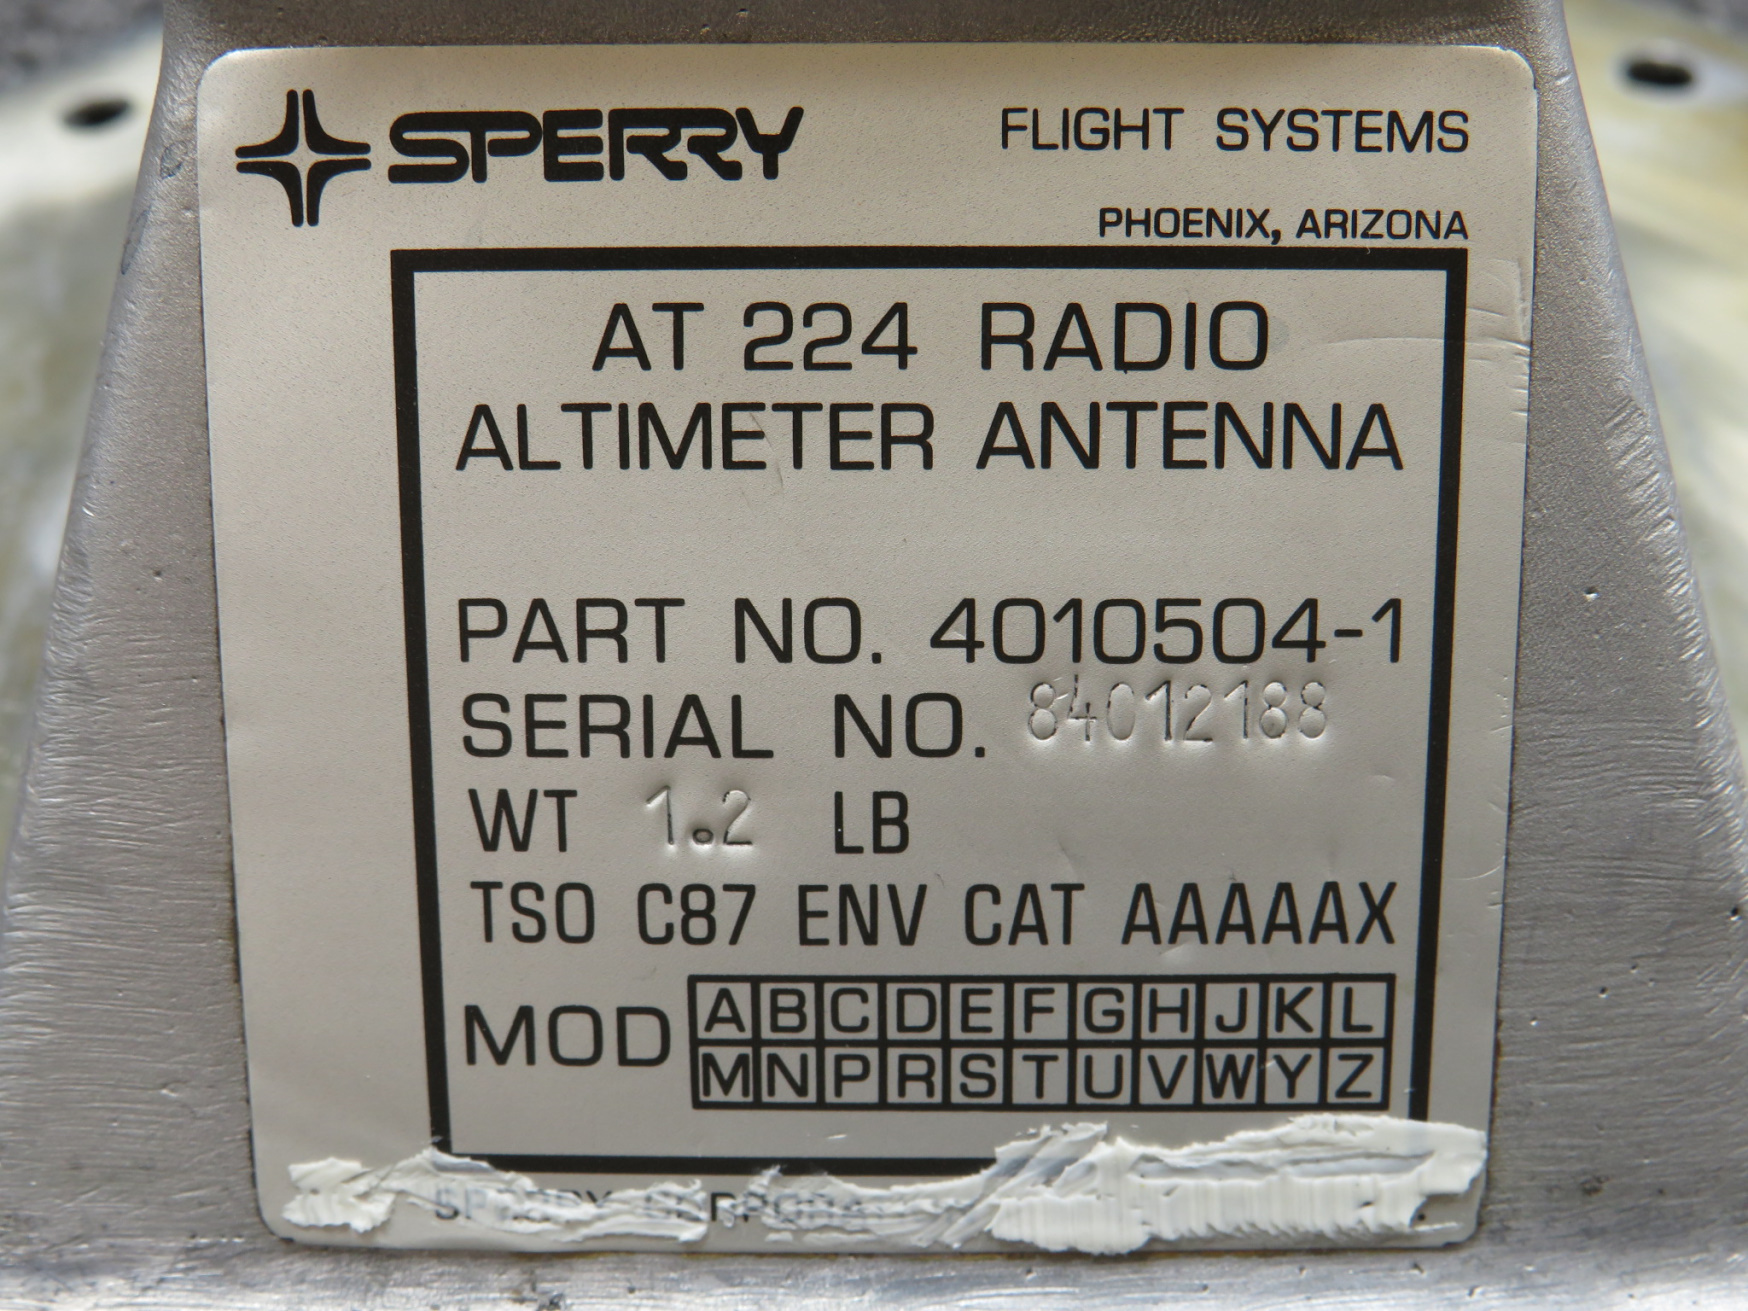 SPERRY FLIGHT SYSTEMS
PHOENIX, ARIZONA
AT 224 RADIO
ALTIMETER ANTENNA
PART NO. 4010504-1
SERIAL NO. 84012188
WT 1.2 LB
TSO C87 ENV CAT AAAAAX
MOD A B C D E F G H J K L
M N P R S T U V W Y Z